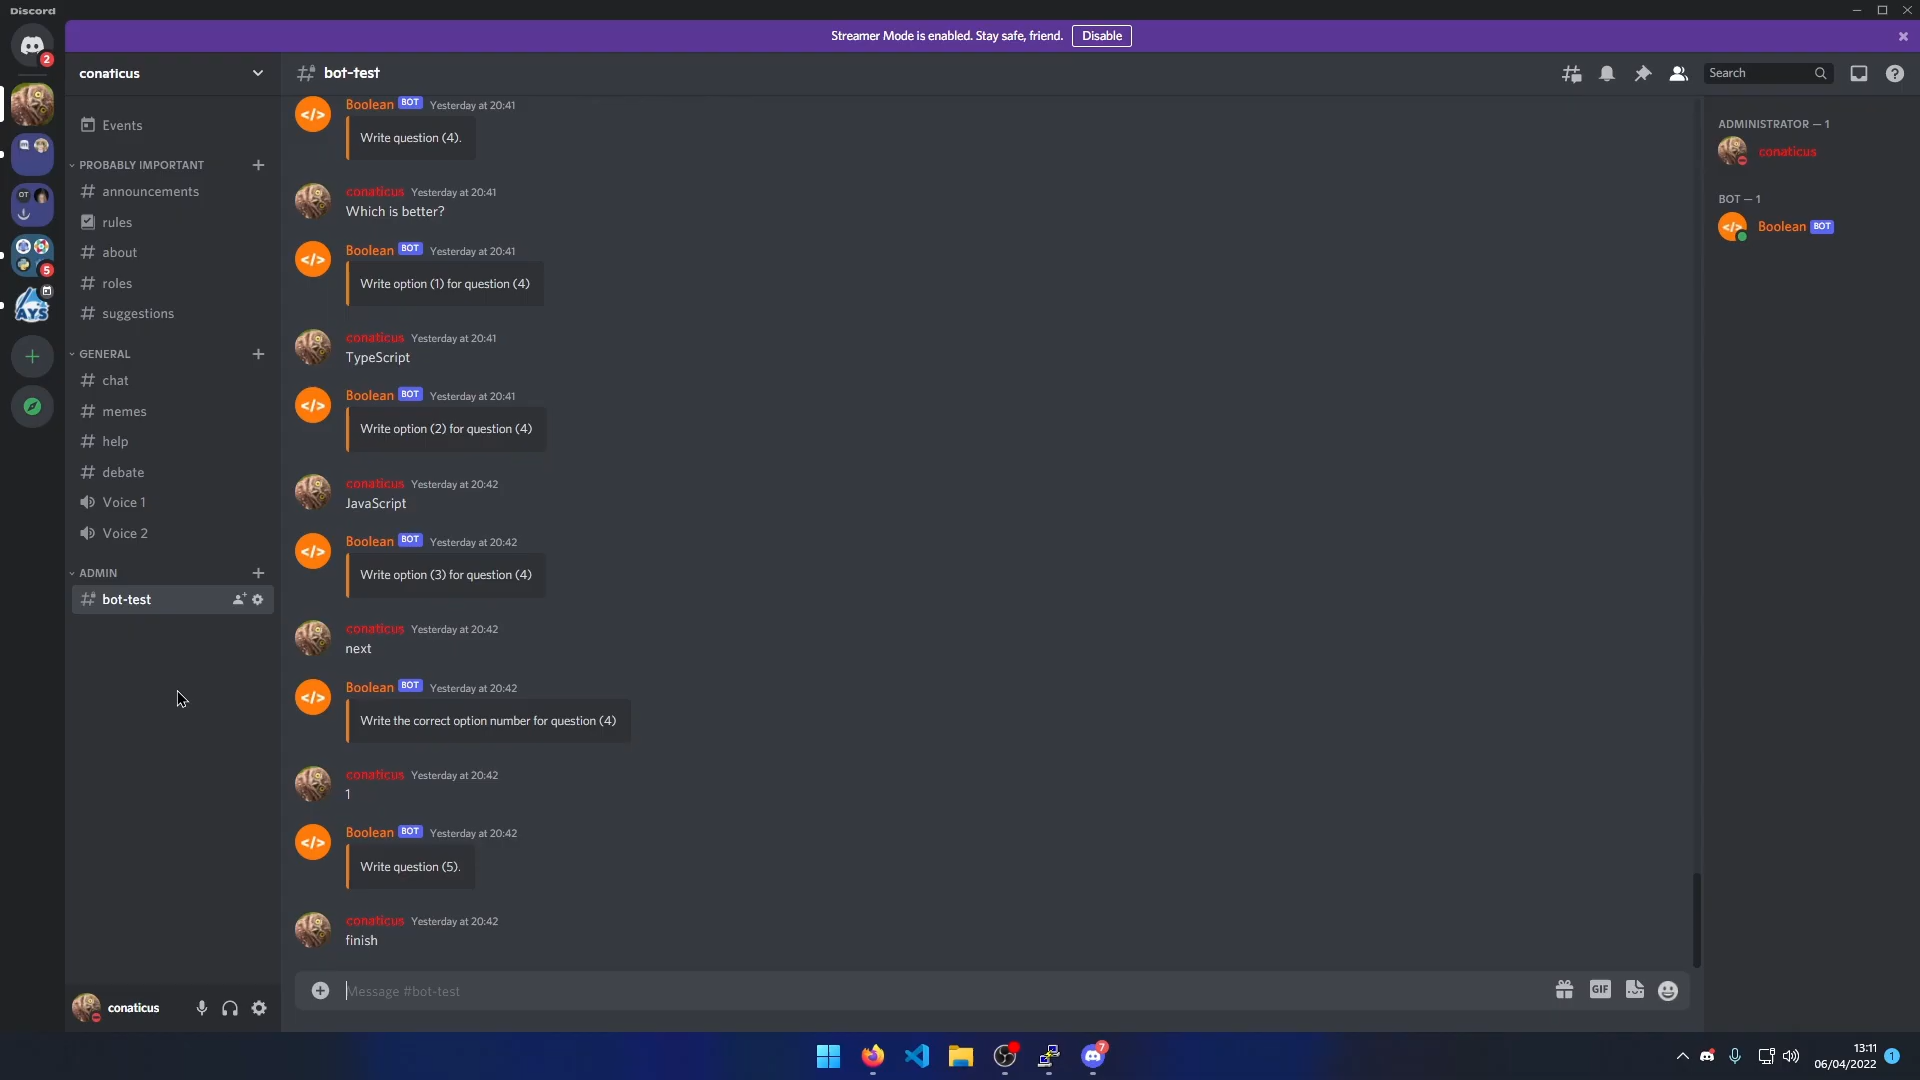 Discord
Streamer Mode is enabled. Stay safe, friend. Disable
2
conaticus
# bot-test
Search
Events
PROBABLY IMPORTANT
announcements
rules
about
roles
suggestions
GENERAL
chat
memes
help
debate
Voice 1
Voice 2
ADMIN
bot-test
OT
5
AYS
Boolean BOT Yesterday at 20:41
Write question (4).
conaticus Yesterday at 20:41
Which is better?
Boolean BOT Yesterday at 20:41
Write option (1) for question (4)
conaticus Yesterday at 20:41
TypeScript
Boolean BOT Yesterday at 20:41
Write option (2) for question (4)
conaticus Yesterday at 20:42
JavaScript
Boolean BOT Yesterday at 20:42
Write option (3) for question (4)
conaticus Yesterday at 20:42
next
Boolean BOT Yesterday at 20:42
Write the correct option number for question (4)
conaticus Yesterday at 20:42
1
Boolean BOT Yesterday at 20:42
Write question (5).
conaticus Yesterday at 20:42
finish
Message #bot-test
GIF
ADMINISTRATOR — 1
conaticus
BOT — 1
Boolean BOT
conaticus
7
13:11
06/04/2022
1